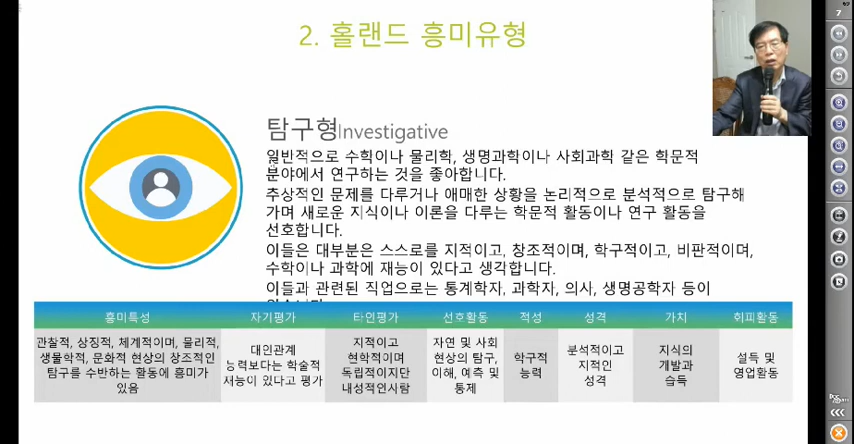 2. 홀랜드 흥미유형
탐구형Investigative
일반적으로 수학이나 물리학, 생명과학이나 사회과학 같은 학문적
분야에서 연구하는 것을 좋아합니다.
추상적인 문제를 다루거나 애매한 상황을 논리적으로 분석적으로 탐구해
가며 새로운 지식이나 이론을 다루는 학문적 활동이나 연구 활동을
선호합니다.
이들은 대부분은 스스로를 지적이고, 창조적이며, 학구적이고, 비판적이며,
수학이나 과학에 재능이 있다고 생각합니다.
이들과 관련된 직업으로는 통계학자, 과학자, 의사, 생명공학자 등이
흥미특성 자기평가 타인평가 선호활동 적성 성격 가치 회피활동
관찰적, 상징적, 체계적이며, 물리적,
생물학적, 문화적 현상의 창조적인
탐구를 수반하는 활동에 흥미가
있음
대인관계
능력보다는 학술적
재능이 있다고 평가
지적이고
현학적이며
독립적이지만
내성적인사람
자연 및 사회
현상의 탐구,
이해, 예측 및
통제
학구적
능력
분석적이고
지적인
성격
지식의
개발과
습득
설득 및
영업활동
7